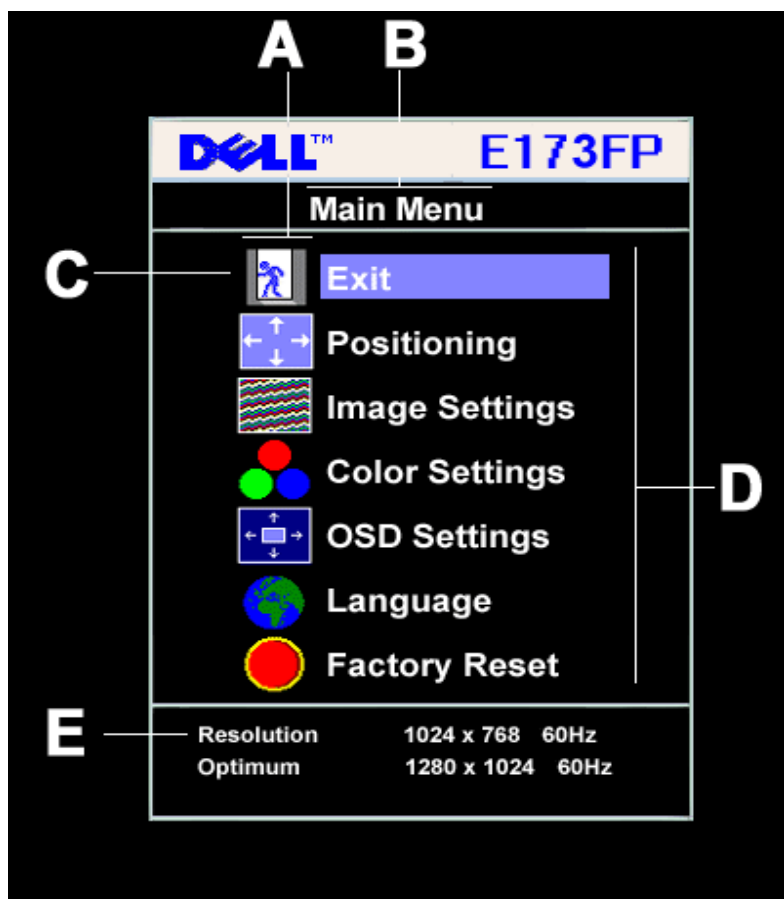 A B
DELL™ E173FP
Main Menu
C Exit
Positioning
Image Settings
Color Settings
D
OSD Settings
Language
Factory Reset
E Resolution 1024 x 768 60Hz
Optimum 1280 x 1024 60Hz